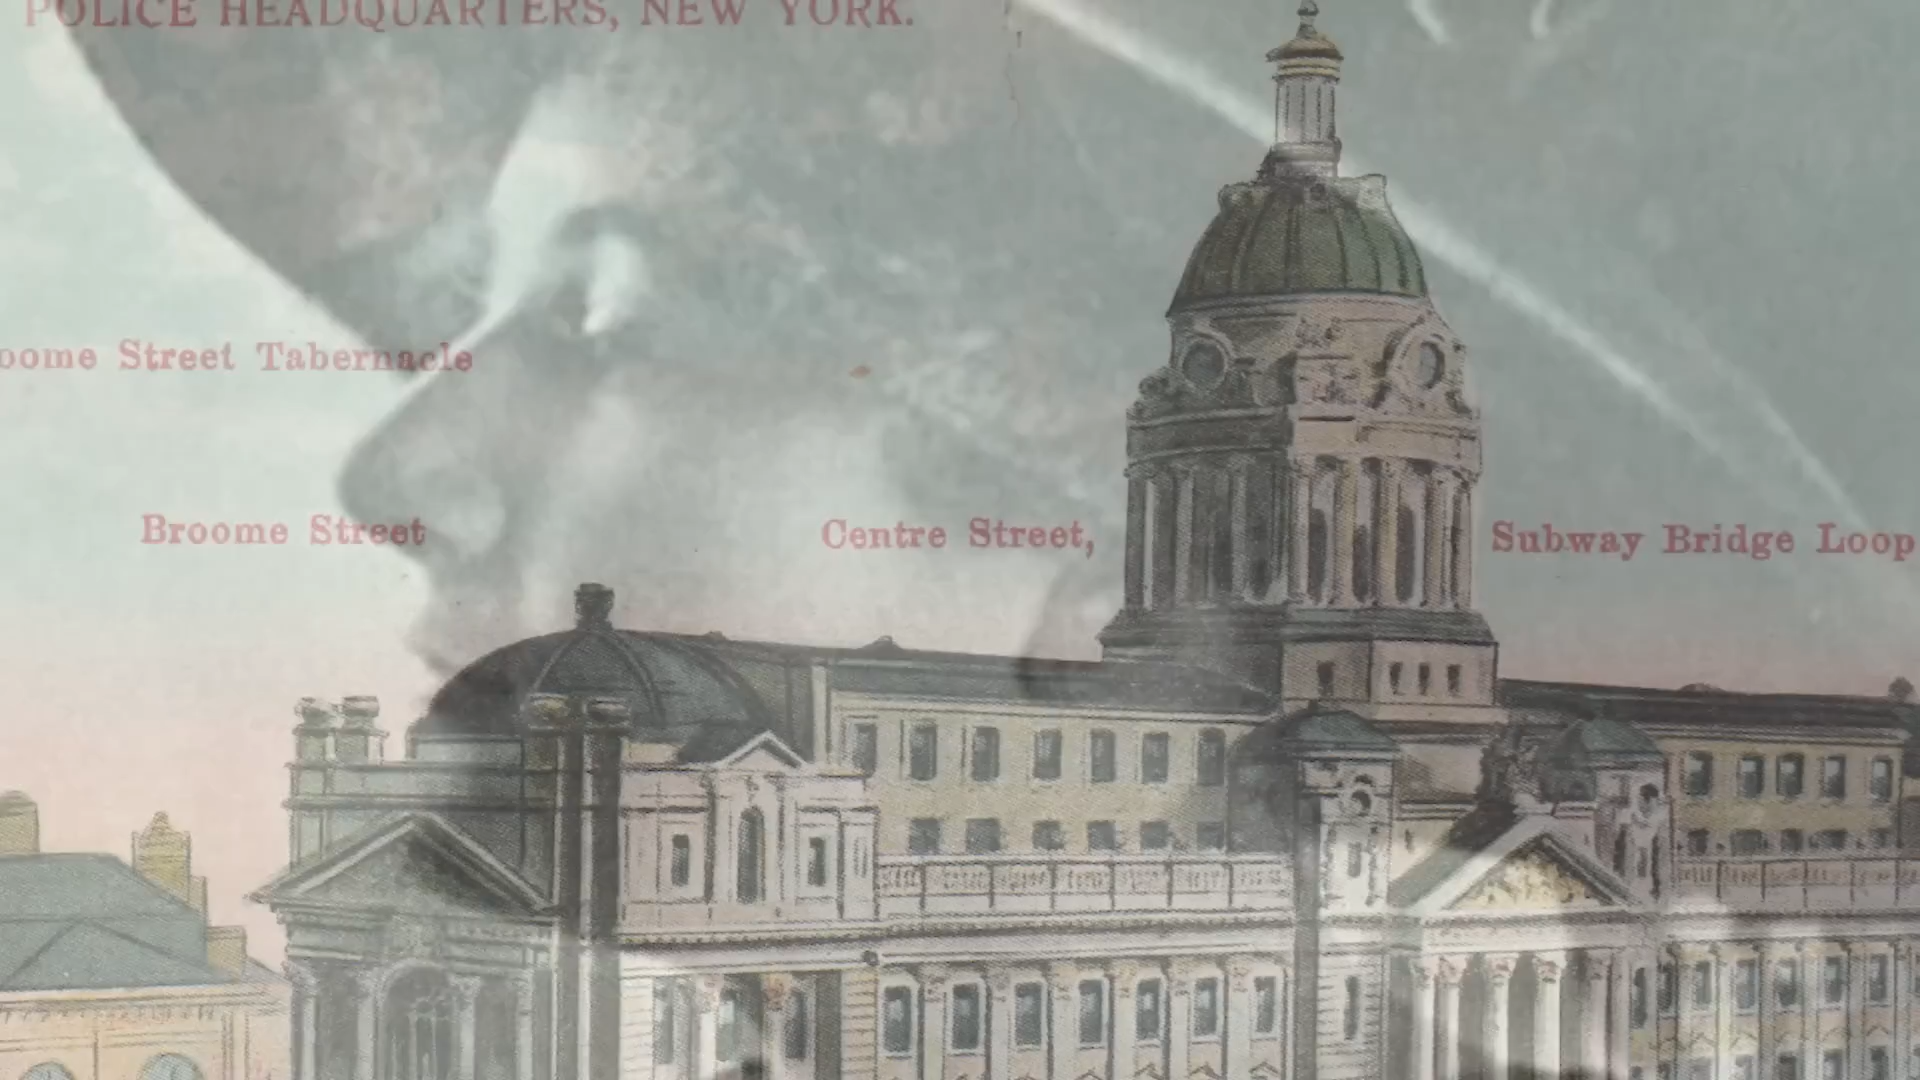 POLICE HEADQUARTERS, NEW YORK.
oome Street Tabernacle
Broome Street
Centre Street,
Subway Bridge Loop